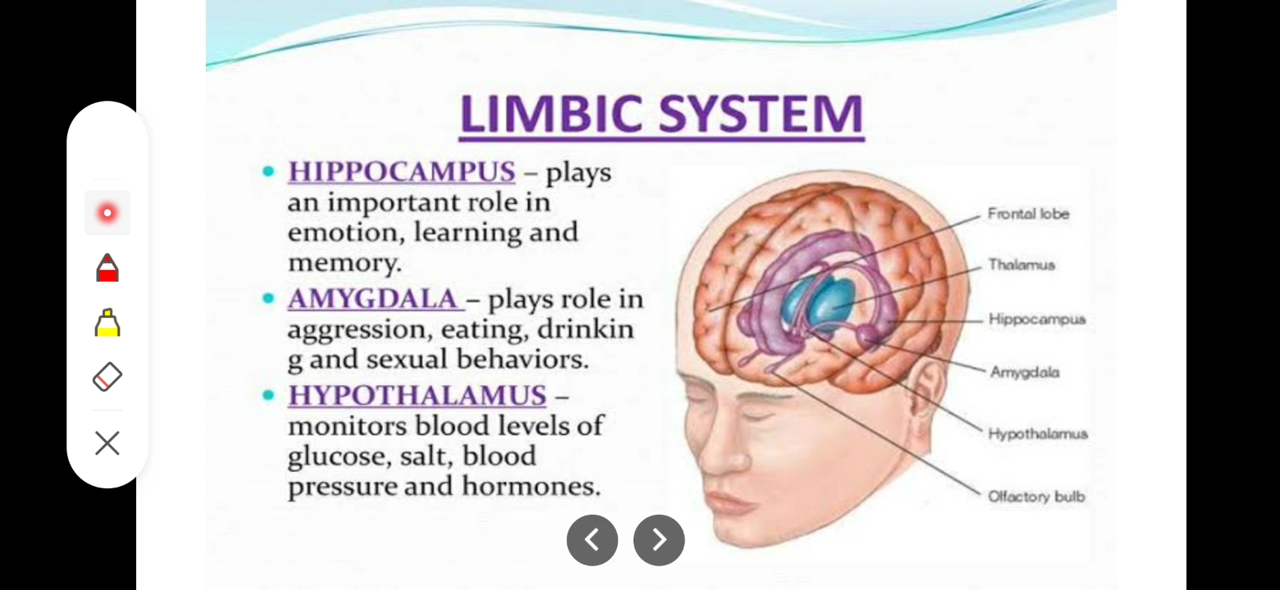 LIMBIC SYSTEM
HIPPOCAMPUS – plays
an important role in
emotion, learning and
memory.
AMYGDALA – plays role in
aggression, eating, drinkin
g and sexual behaviors.
HYPOTHALAMUS –
monitors blood levels of
glucose, salt, blood
pressure and hormones.
Frontal lobe
Thalamus
Hippocampus
Amygdala
Hypothalamus
Olfactory bulb